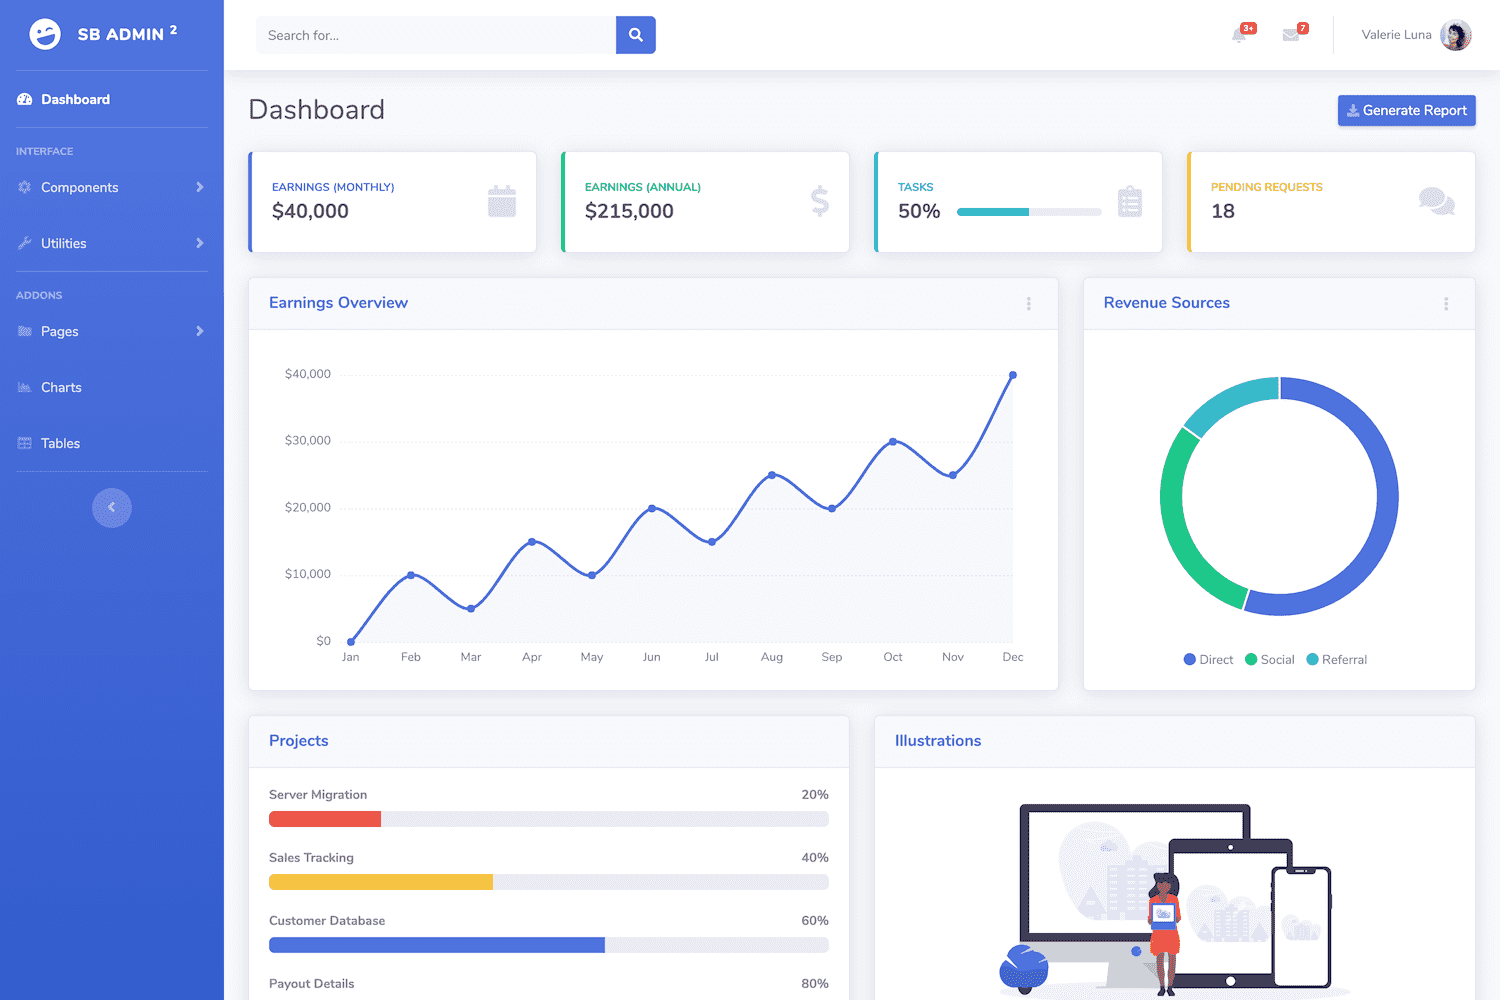 SB ADMIN 2
Search for...
3+
7
Valerie Luna
Dashboard
INTERFACE
Components
Utilities
ADDONS
Pages
Charts
Tables
Dashboard
Generate Report
EARNINGS (MONTHLY)
$40,000
EARNINGS (ANNUAL)
$215,000
TASKS
50%
PENDING REQUESTS
18
Earnings Overview
$40,000
$30,000
$20,000
$10,000
$0
Jan Feb Mar Apr May Jun Jul Aug Sep Oct Nov Dec
Revenue Sources
Direct Social Referral
Projects
Server Migration 20%
Sales Tracking 40%
Customer Database 60%
Payout Details 80%
Illustrations